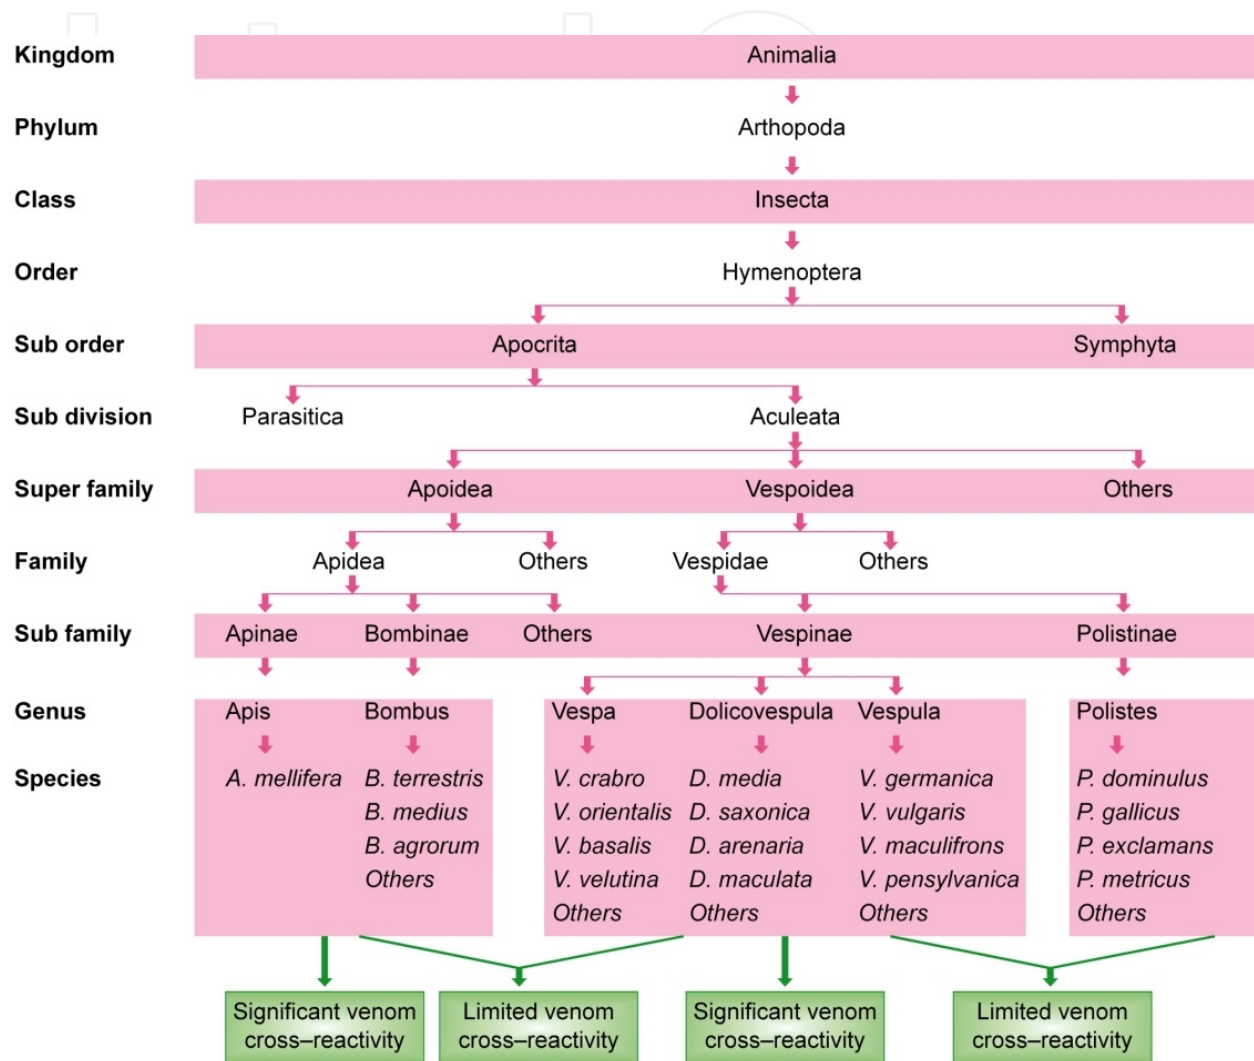 Kingdom Animalia
Phylum Arthopoda
Class Insecta
Order Hymenoptera
Sub order Apocrita Symphyta
Sub division Parasitica Aculeata
Super family Apoidea Vespoidea Others
Family Apidea Others Vespidae Others
Sub family Apinae Bombinae Others Vespinae Polistinae
Genus Apis Bombus Vespa Dolicovespula Vespula Polistes
Species A. mellifera B. terrestris V. crabro D. media V. germanica P. dominulus
B. medius V. orientalis D. saxonica V. vulgaris P. gallicus
B. agrorum V. basalis D. arenaria V. maculifrons P. exclamans
Others V. velutina D. maculata V. pensylvanica P. metricus
Others Others Others Others
Significant venom Limited venom Significant venom Limited venom
cross–reactivity cross–reactivity cross–reactivity cross–reactivity